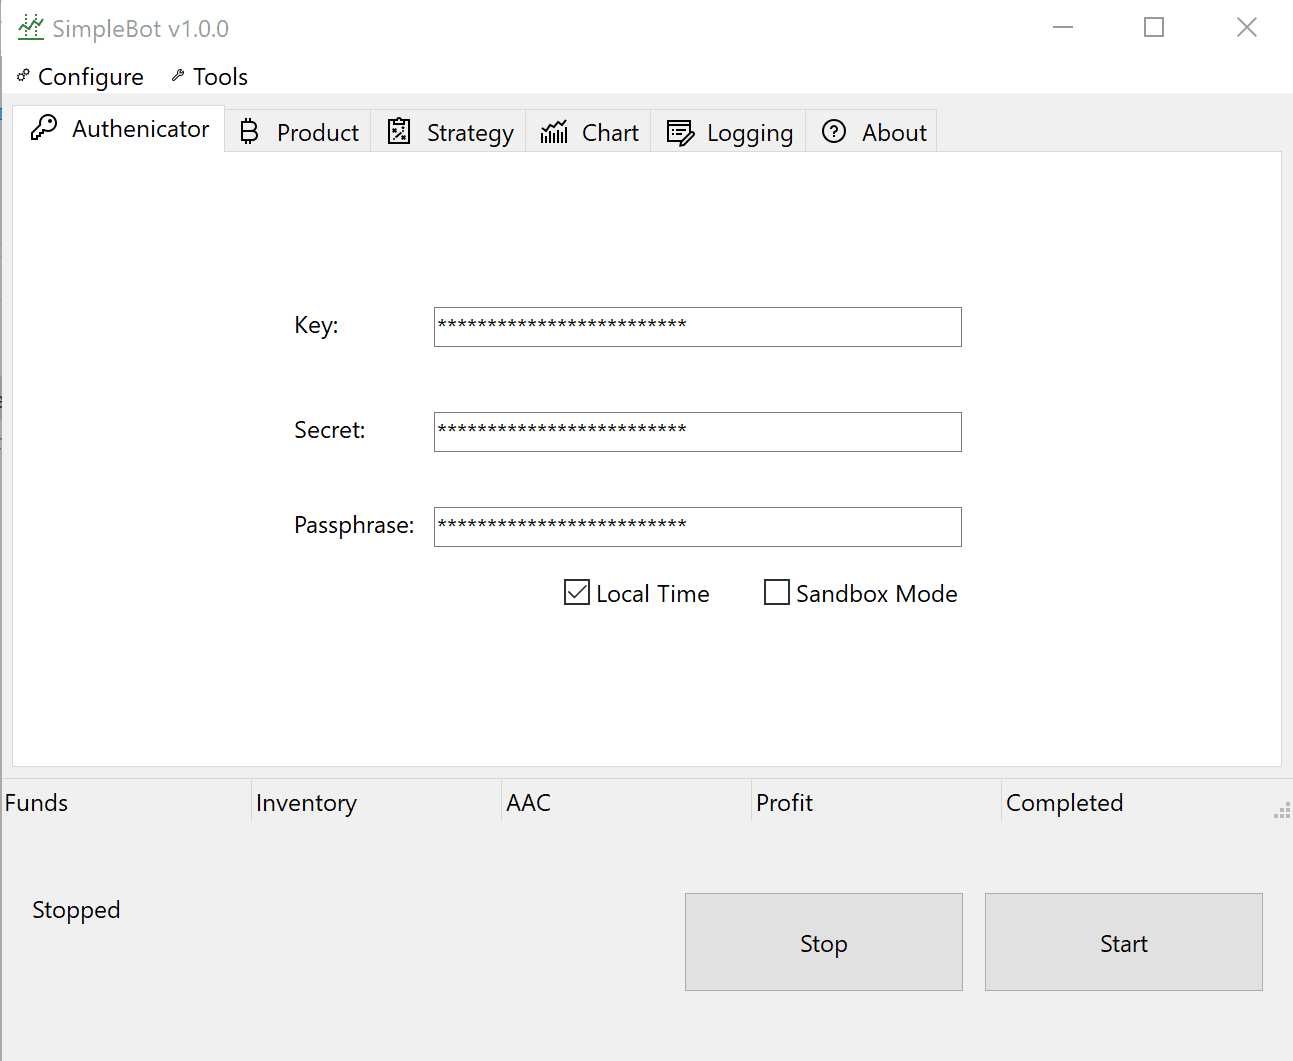 SimpleBot v1.0.0
Configure Tools
Authenicator Product Strategy Chart Logging About
Key: *************************
Secret: *************************
Passphrase: *************************
Local Time Sandbox Mode
Funds Inventory AAC Profit Completed
Stopped
Stop Start